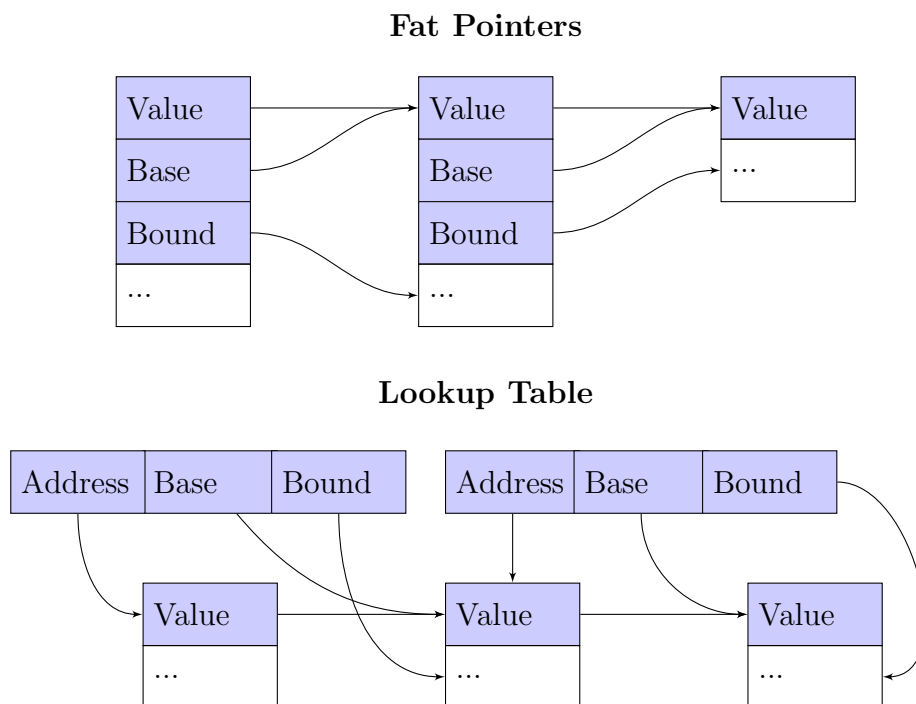 Fat Pointers
Value Value Value
Base Base ...
Bound Bound
... ...
Lookup Table
Address Base Bound Address Base Bound
Value Value Value
... ... ...